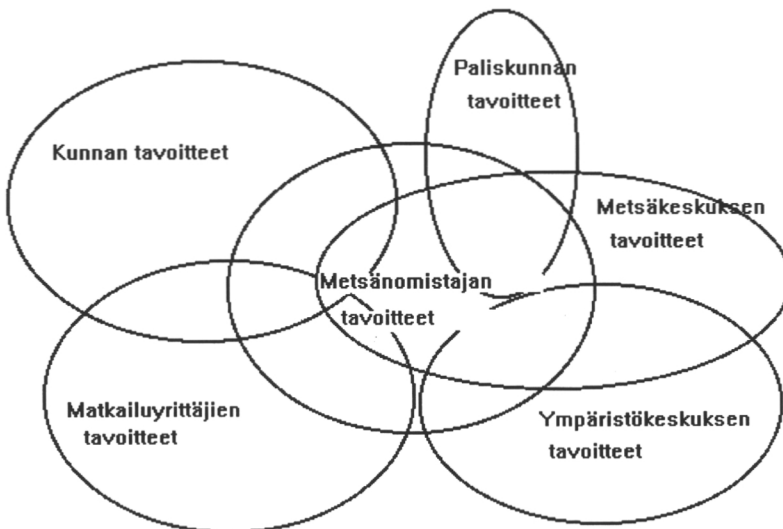 Paliskunnan
tavoitteet
Kunnan tavoitteet
Metsäkeskuksen
tavoitteet
Metsänomistajan
tavoitteet
Matkailuyrittäjien
tavoitteet
Ympäristökeskuksen
tavoitteet